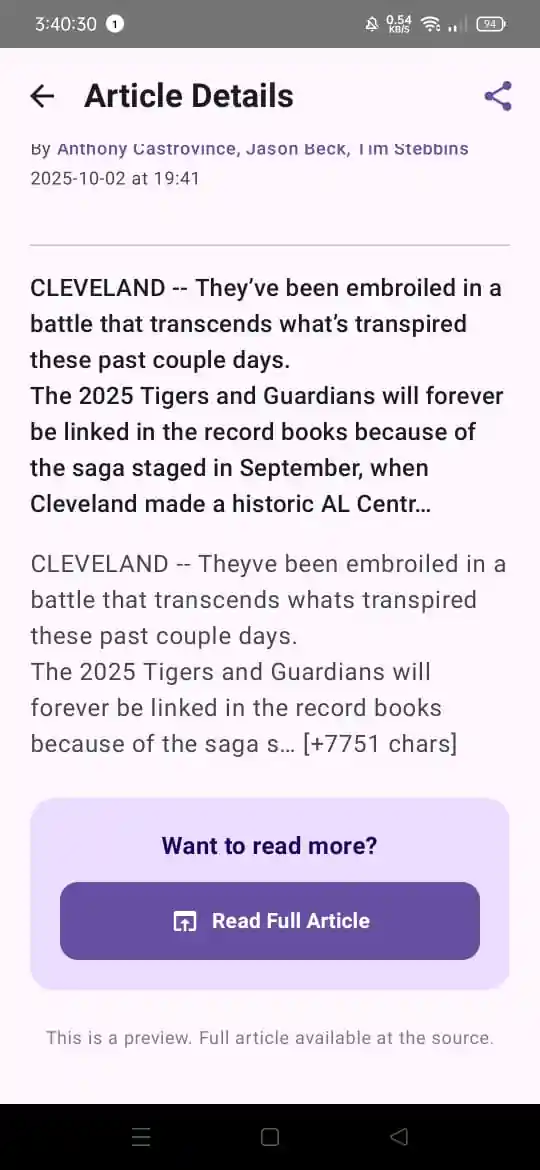 3:40:30 1 0.54 KB/S 94
Article Details
By Anthony Castrovince, Jason Beck, Tim Stebbins
2025-10-02 at 19:41
CLEVELAND -- They’ve been embroiled in a
battle that transcends what’s transpired
these past couple days.
The 2025 Tigers and Guardians will forever
be linked in the record books because of
the saga staged in September, when
Cleveland made a historic AL Centr…
CLEVELAND -- Theyve been embroiled in a
battle that transcends whats transpired
these past couple days.
The 2025 Tigers and Guardians will
forever be linked in the record books
because of the saga s… [+7751 chars]
Want to read more?
Read Full Article
This is a preview. Full article available at the source.